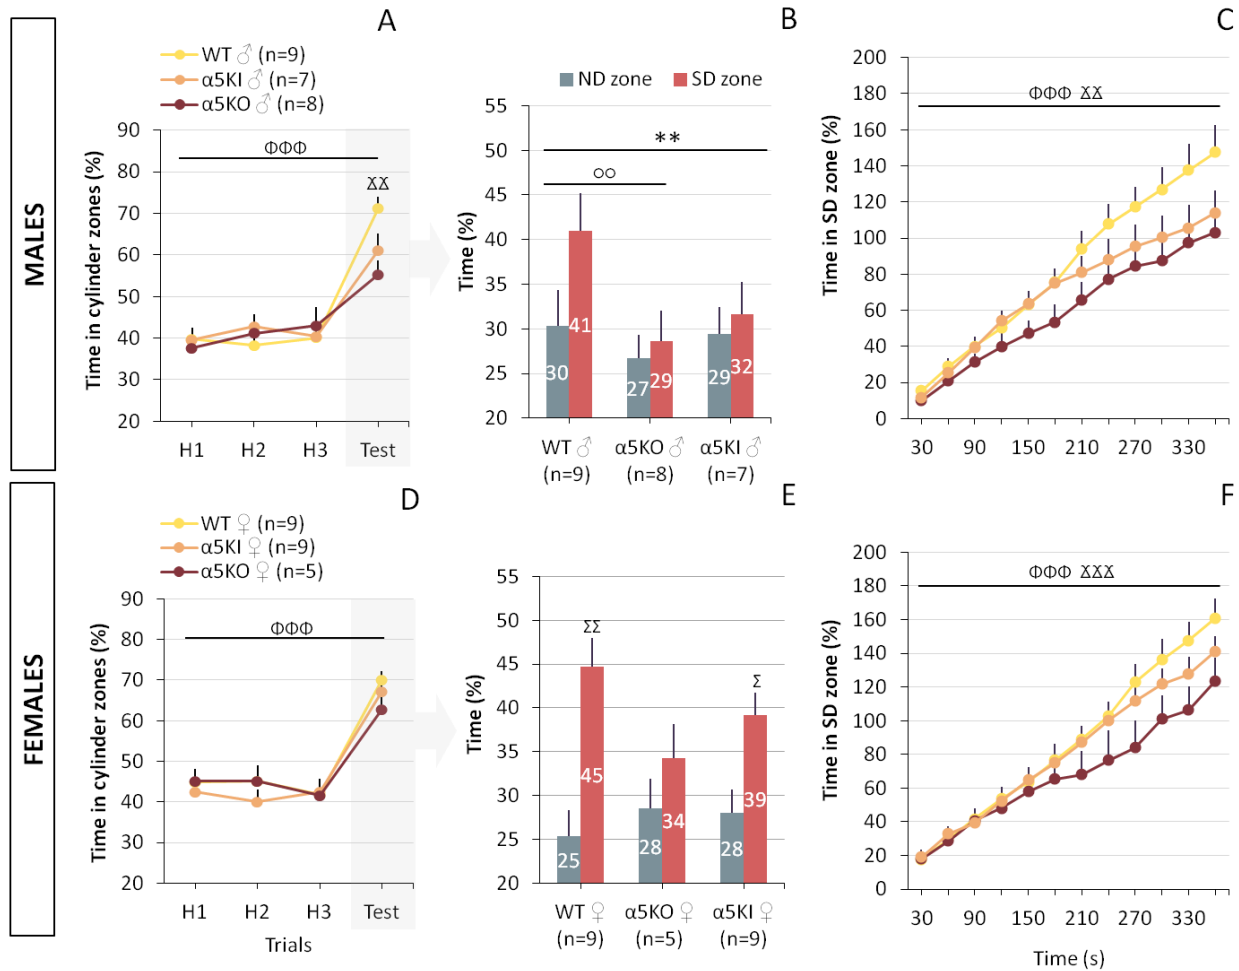 MALES
A
WT ♂ (n=9)
α5KI ♂ (n=7)
α5KO ♂ (n=8)
Time in cylinder zones (%)
90
80
70
60
50
40
30
20
ΦΦΦ
ⵅⵅ
H1 H2 H3 Test
B
ND zone SD zone
Time (%)
55
50
45
40
35
30
25
20
**
○○
30 41 27 29 29 32
WT ♂ α5KO ♂ α5KI ♂
(n=9) (n=8) (n=7)
C
Time in SD zone (%)
200
180
160
140
120
100
80
60
40
20
0
ΦΦΦ ⵅⵅ
30 90 150 210 270 330
FEMALES
D
WT ♀ (n=9)
α5KI ♀ (n=9)
α5KO ♀ (n=5)
Time in cylinder zones (%)
90
80
70
60
50
40
30
20
ΦΦΦ
H1 H2 H3 Test
Trials
E
Time (%)
55
50
45
40
35
30
25
20
ΣΣ
Σ
25 45 28 34 28 39
WT ♀ α5KO ♀ α5KI ♀
(n=9) (n=5) (n=9)
F
Time in SD zone (%)
200
180
160
140
120
100
80
60
40
20
0
ΦΦΦ ⵅⵅⵅ
30 90 150 210 270 330
Time (s)